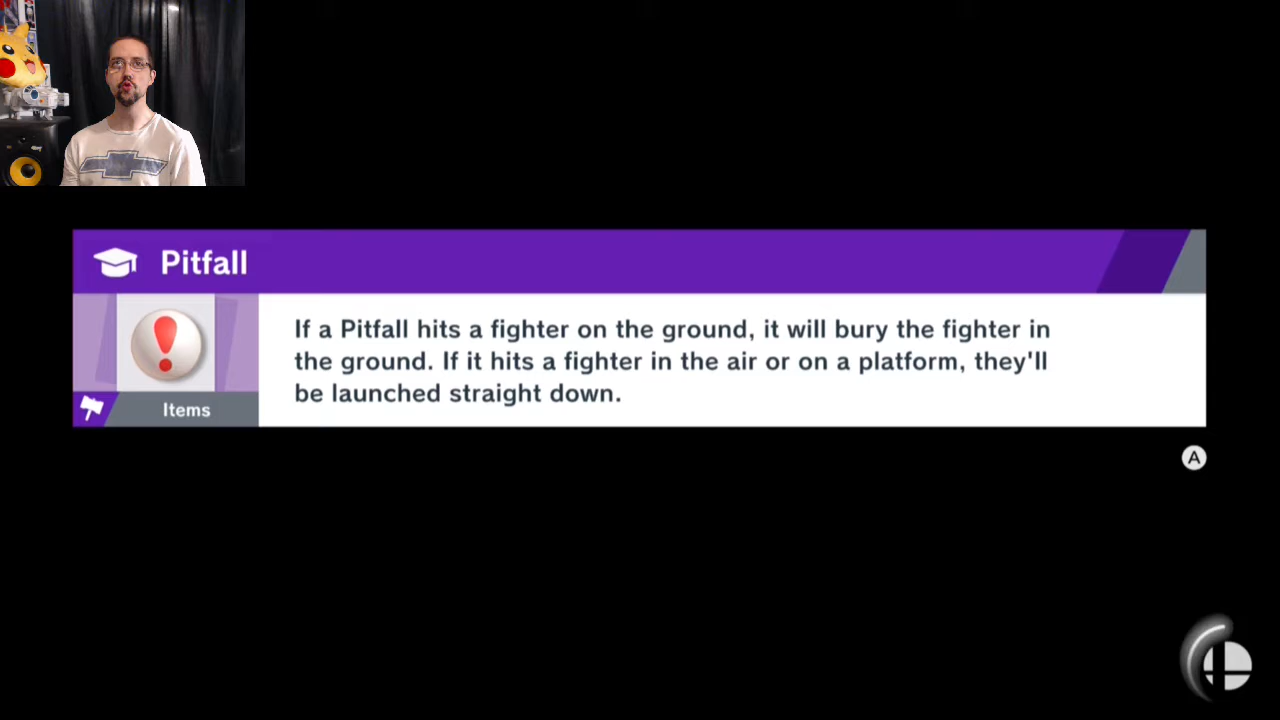 Pitfall
If a Pitfall hits a fighter on the ground, it will bury the fighter in
the ground. If it hits a fighter in the air or on a platform, they'll
be launched straight down.
Items
A